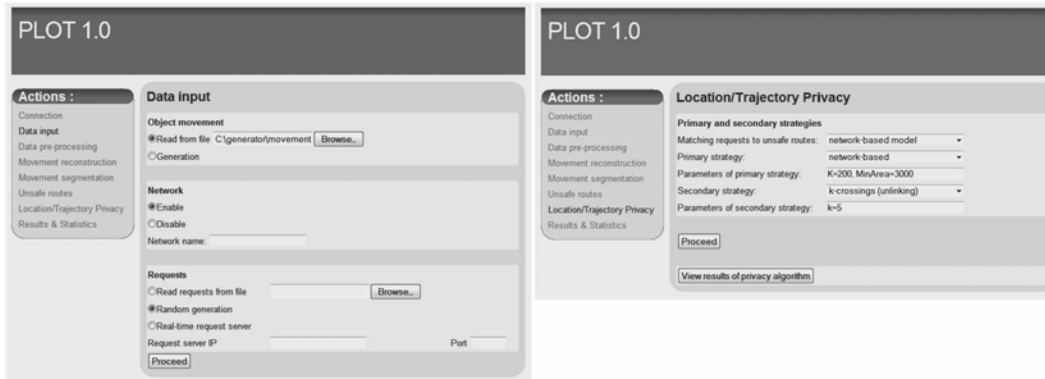 PLOT 1.0
Actions :
Connection
Data input
Data pre-processing
Movement reconstruction
Movement segmentation
Unsafe routes
Location/Trajectory Privacy
Results & Statistics
Data input
Object movement
Read from file C:\generator\movement Browse..
Generation
Network
Enable
Disable
Network name:
Requests
Read requests from file Browse..
Random generation
Real-time request server
Request server IP Port
Proceed
PLOT 1.0
Actions :
Connection
Data input
Data pre-processing
Movement reconstruction
Movement segmentation
Unsafe routes
Location/Trajectory Privacy
Results & Statistics
Location/Trajectory Privacy
Primary and secondary strategies
Matching requests to unsafe routes: network-based model
Primary strategy: network-based
Parameters of primary strategy: K=200, MinArea=3000
Secondary strategy: k-crossings (unlinking)
Parameters of secondary strategy: k=5
Proceed
View results of privacy algorithm